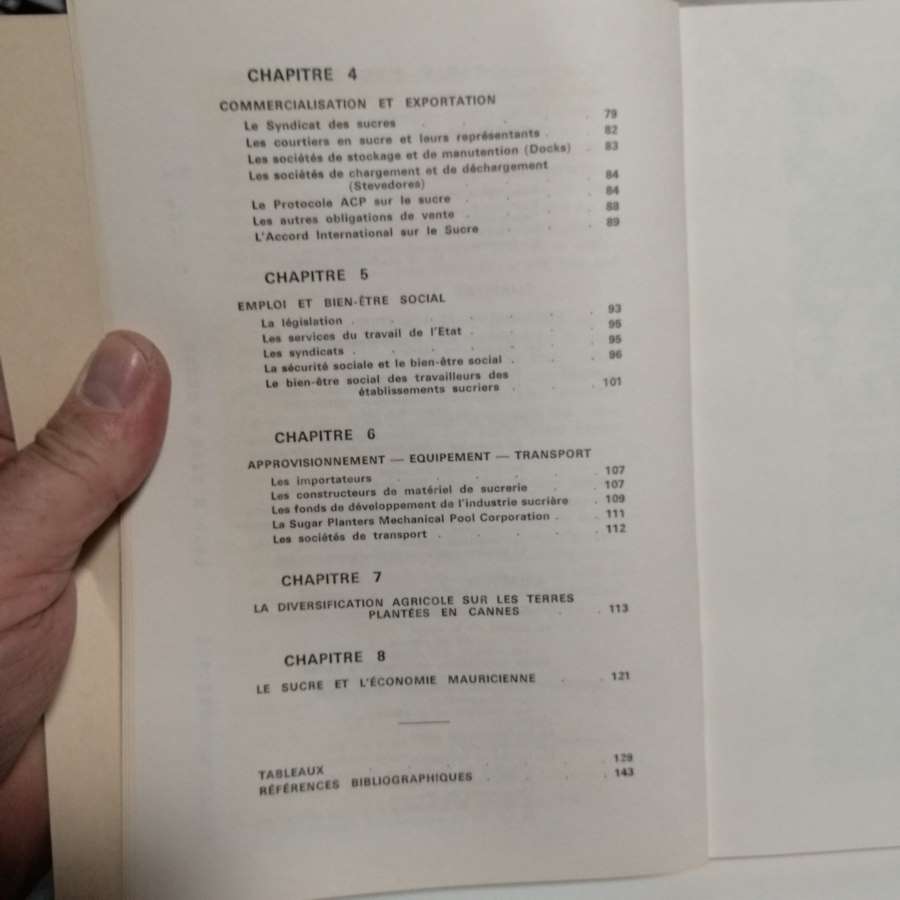 CHAPITRE 4
COMMERCIALISATION ET EXPORTATION
Le Syndicat des sucres . . . . . 79
Les courtiers en sucre et leurs représentants . . 82
Les sociétés de stockage et de manutention (Docks) . 83
Les sociétés de chargement et de déchargement
(Stevedores) . . . . 84
Le Protocole ACP sur le sucre . . . . 84
Les autres obligations de vente . . . . 88
L'Accord International sur le Sucre . . . . 89
CHAPITRE 5
EMPLOI ET BIEN-ÊTRE SOCIAL
La législation . . . . . . . 93
Les services du travail de l'Etat . . . . 95
Les syndicats . . . . . . . 95
La sécurité sociale et le bien-être social . . . 96
Le bien-être social des travailleurs des
établissements sucriers . . . 101
CHAPITRE 6
APPROVISIONNEMENT — EQUIPEMENT — TRANSPORT
Les importateurs . . . . . . 107
Les constructeurs de matériel de sucrerie . . 107
Les fonds de développement de l'industrie sucrière . 109
La Sugar Planters Mechanical Pool Corporation . . 111
Les sociétés de transport . . . . . 112
CHAPITRE 7
LA DIVERSIFICATION AGRICOLE SUR LES TERRES
PLANTÉES EN CANNES . . 113
CHAPITRE 8
LE SUCRE ET L'ÉCONOMIE MAURICIENNE . . 121
TABLEAUX . . . . . . . 129
RÉFÉRENCES BIBLIOGRAPHIQUES . . . . 143